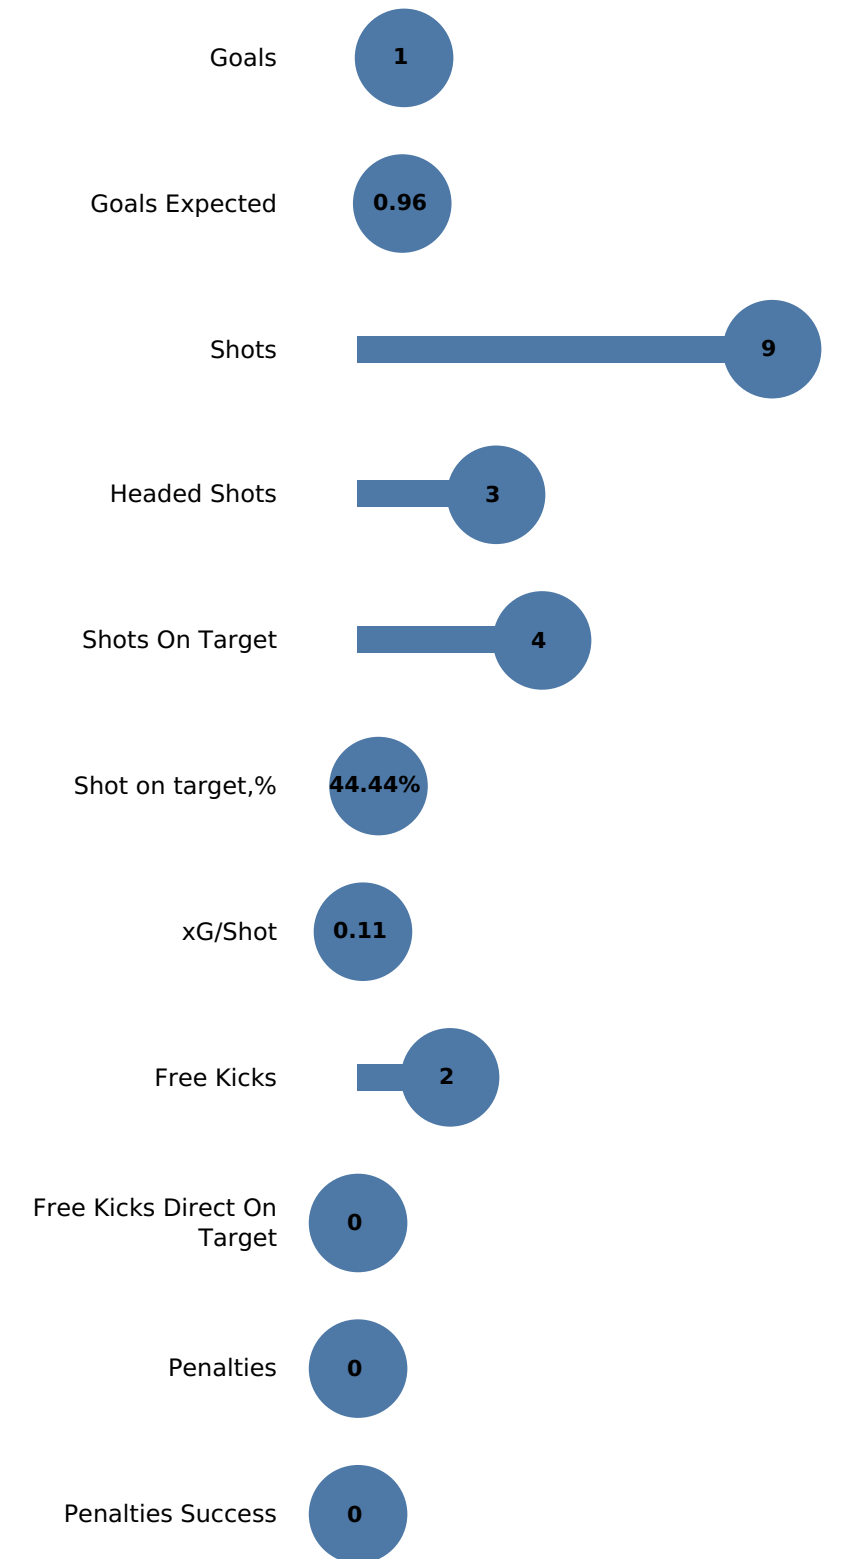 Goals
1
Goals Expected
0.96
Shots
9
Headed Shots
3
Shots On Target
4
Shot on target,%
44.44%
xG/Shot
0.11
Free Kicks
2
Free Kicks Direct On
Target
0
Penalties
0
Penalties Success
0